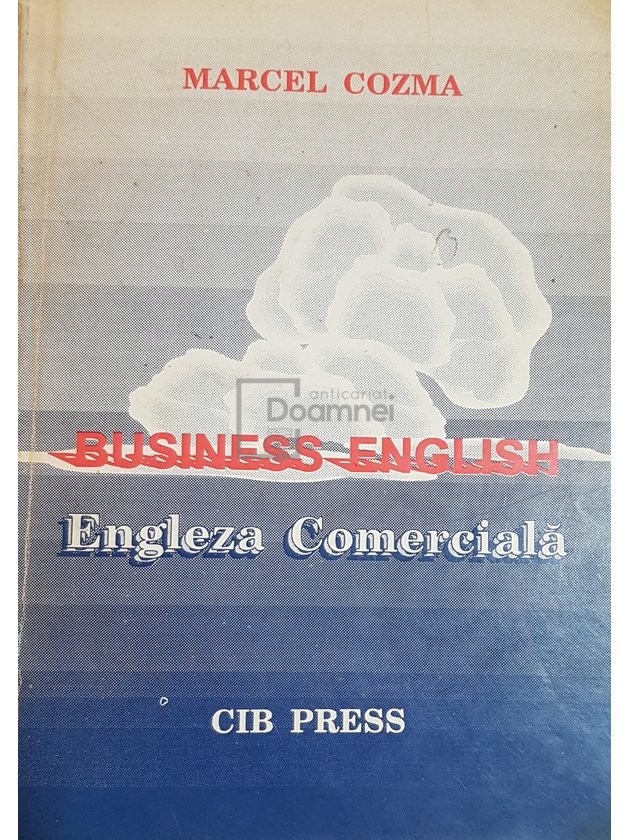 MARCEL COZMA
anticariat
Doamnei
BUSINESS ENGLISH
Engleza Comercială
CIB PRESS